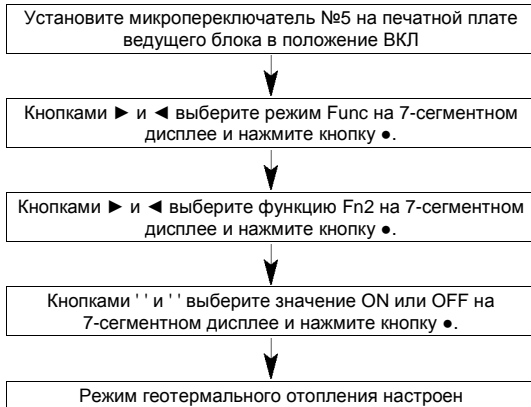 Установите микропереключатель №5 на печатной плате
ведущего блока в положение ВКЛ
Кнопками ► и ◄ выберите режим Func на 7-сегментном
дисплее и нажмите кнопку ●.
Кнопками ► и ◄ выберите функцию Fn2 на 7-сегментном
дисплее и нажмите кнопку ●.
Кнопками ' ' и ' ' выберите значение ON или OFF на
7-сегментном дисплее и нажмите кнопку ●.
Режим геотермального отопления настроен